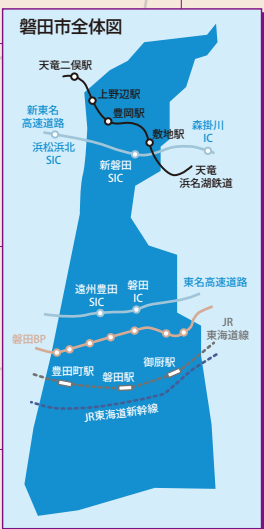 磐田市全体図
天竜二俣駅
上野辺駅
豊岡駅
敷地駅
新東名
高速道路
浜松浜北
SIC
森掛川
IC
新磐田
SIC
天竜
浜名湖鉄道
遠州豊田
SIC
磐田
IC
東名高速道路
磐田BP
JR
東海道線
豊田町駅
磐田駅
御厨駅
JR東海道新幹線